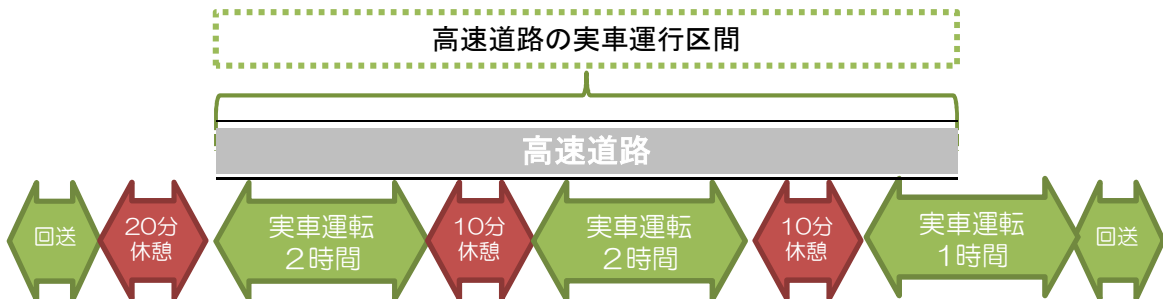 高速道路の実車運行区間
高速道路
回送
20分
休憩
実車運転
2時間
10分
休憩
実車運転
2時間
10分
休憩
実車運転
1時間
回送